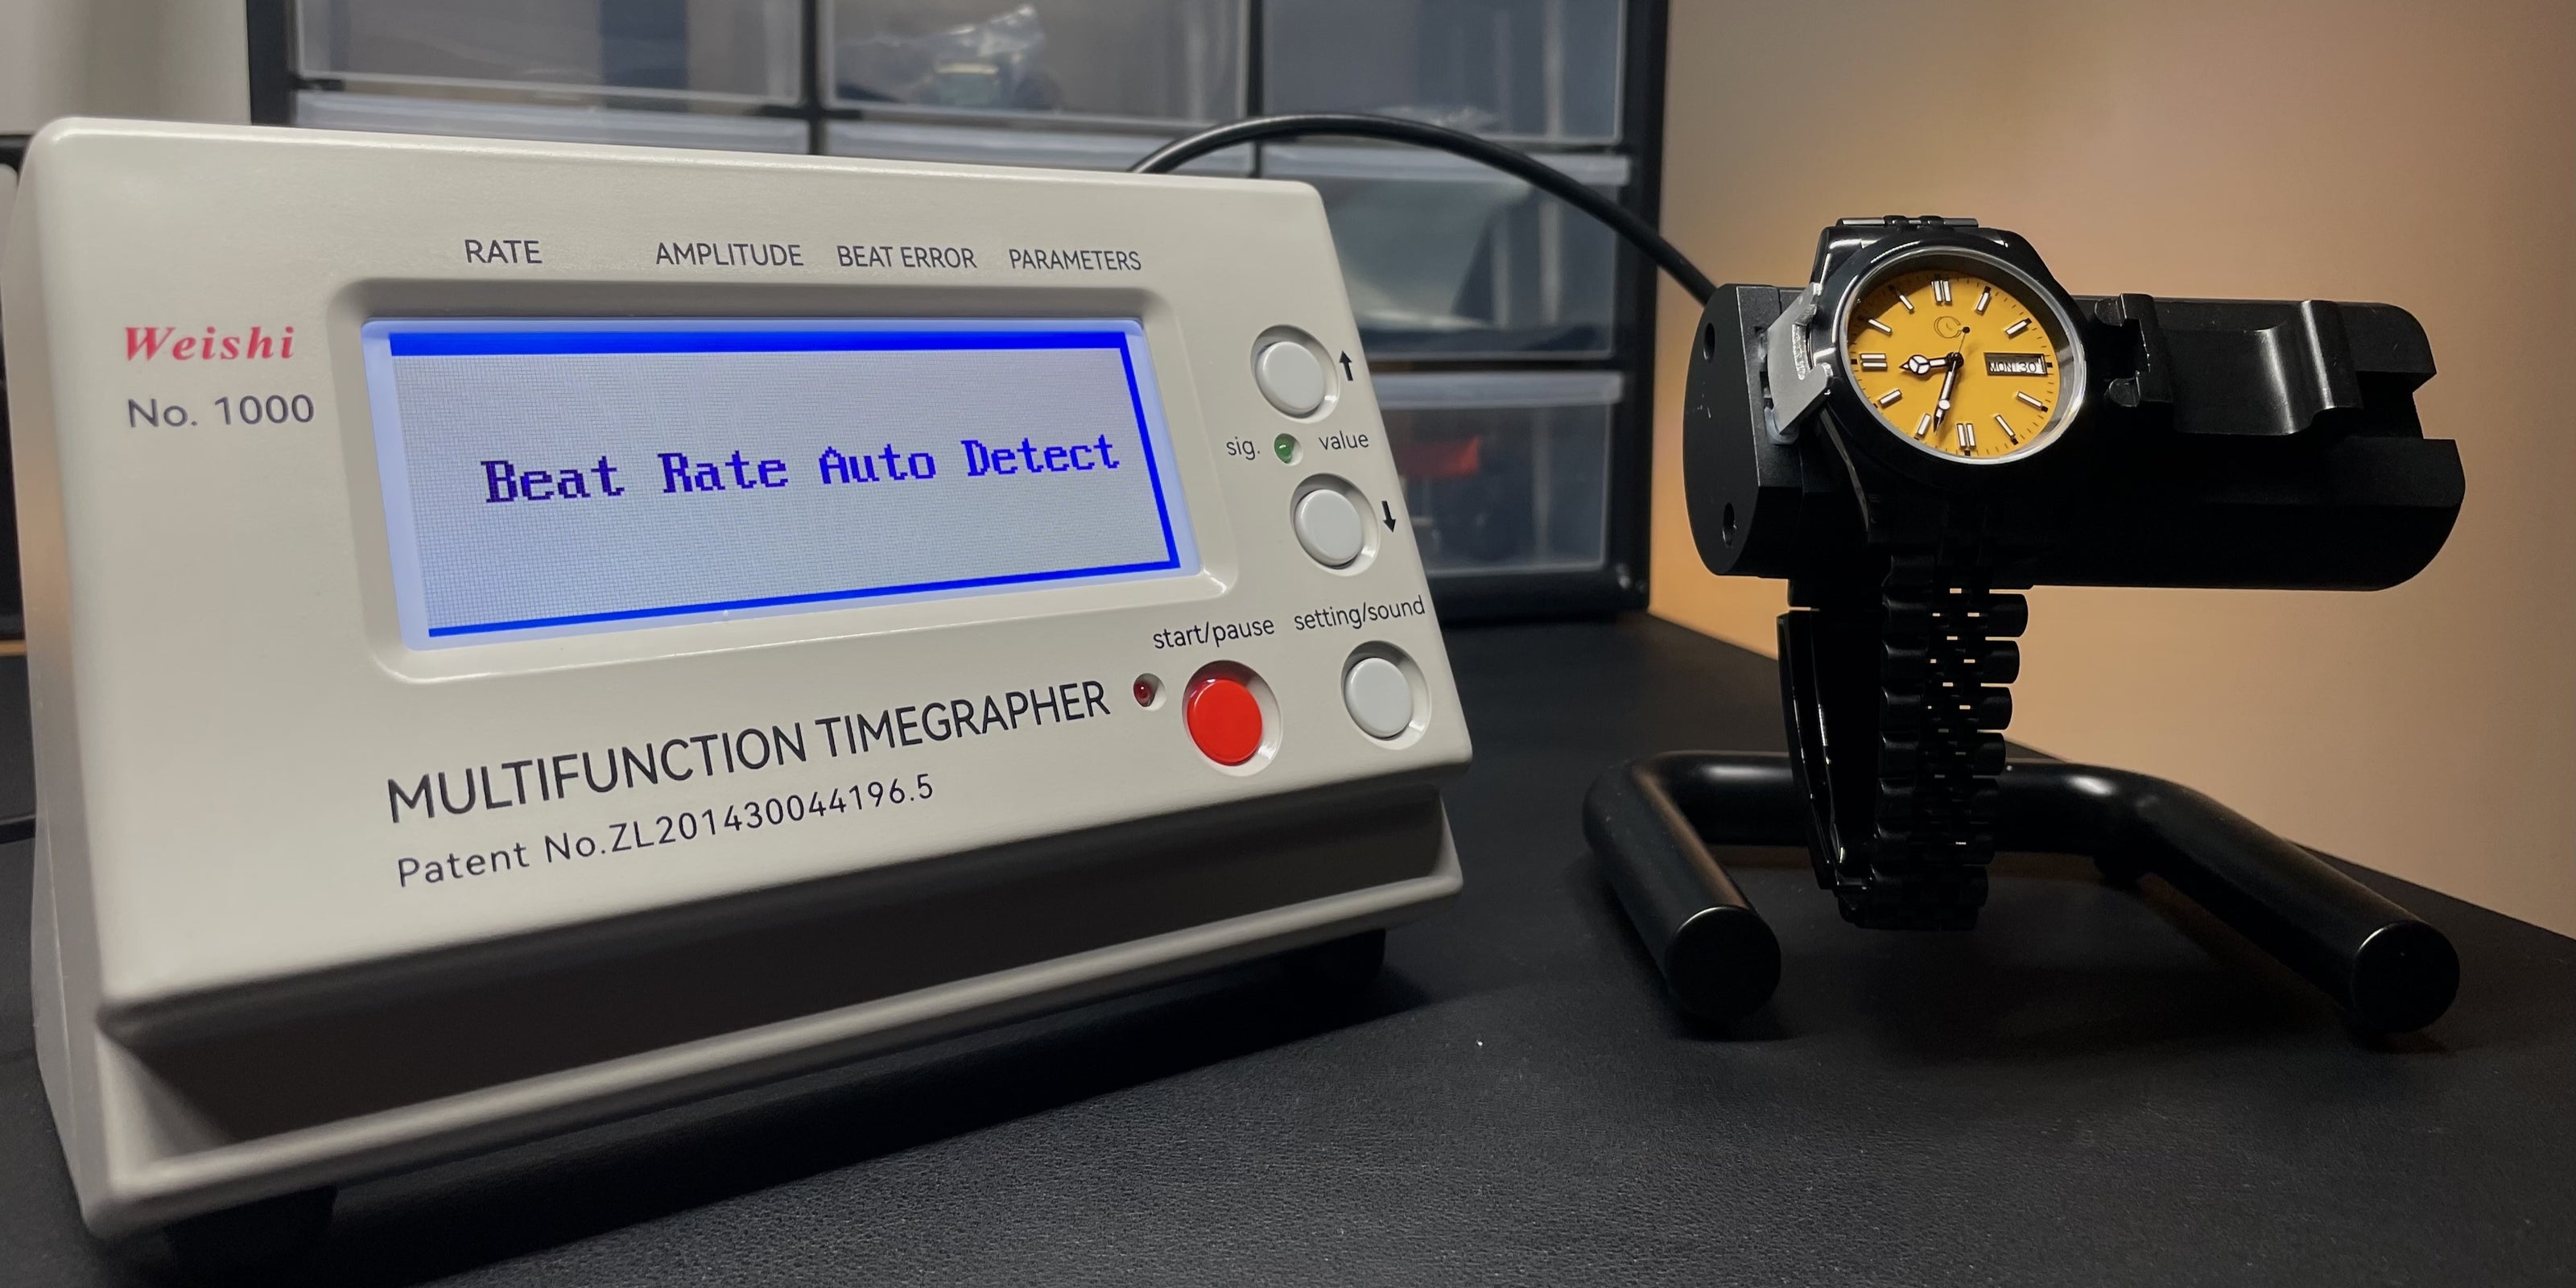 RATE AMPLITUDE BEAT ERROR PARAMETERS
Weishi
No. 1000
Beat Rate Auto Detect
↑
sig. value
↓
start/pause setting/sound
MULTIFUNCTION TIMEGRAPHER
Patent No.ZL201430044196.5
MON 30